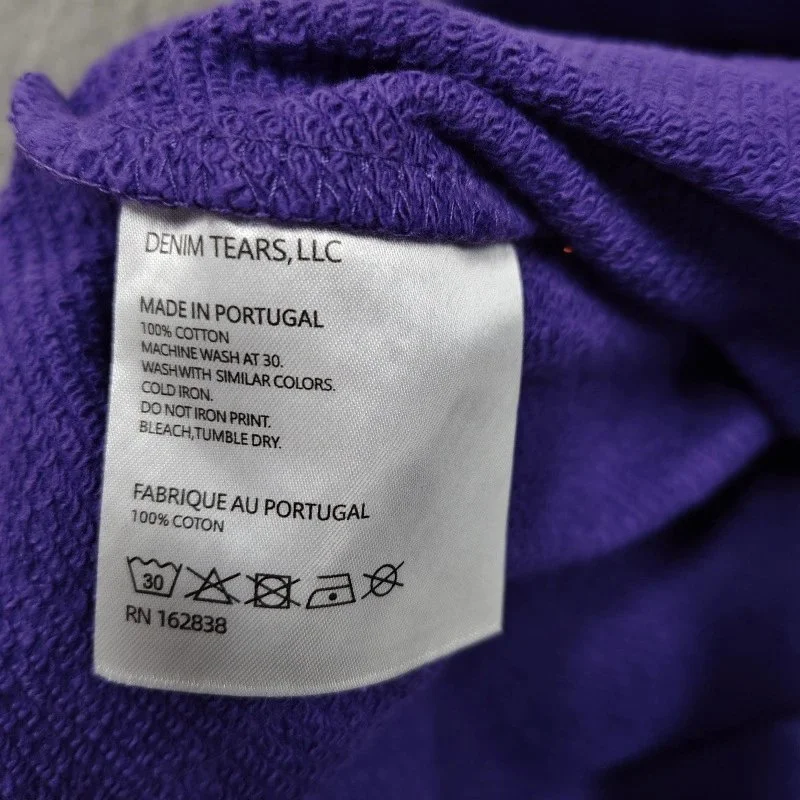 DENIM TEARS, LLC
MADE IN PORTUGAL
100% COTTON
MACHINE WASH AT 30.
WASHWITH SIMILAR COLORS.
COLD IRON.
DO NOT IRON PRINT.
BLEACH,TUMBLE DRY.
FABRIQUE AU PORTUGAL
100% COTON
30
RN 162838